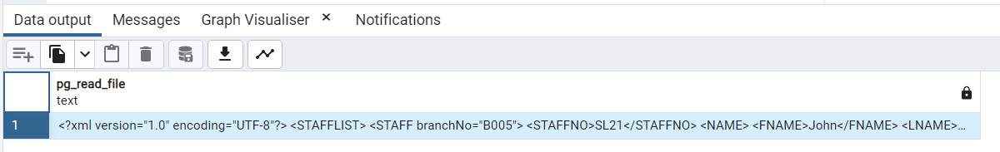 Data output Messages Graph Visualiser × Notifications
pg_read_file
text
1 <?xml version="1.0" encoding="UTF-8"?> <STAFFLIST> <STAFF branchNo="B005"> <STAFFNO>SL21</STAFFNO> <NAME> <FNAME>John</FNAME> <LNAME>...